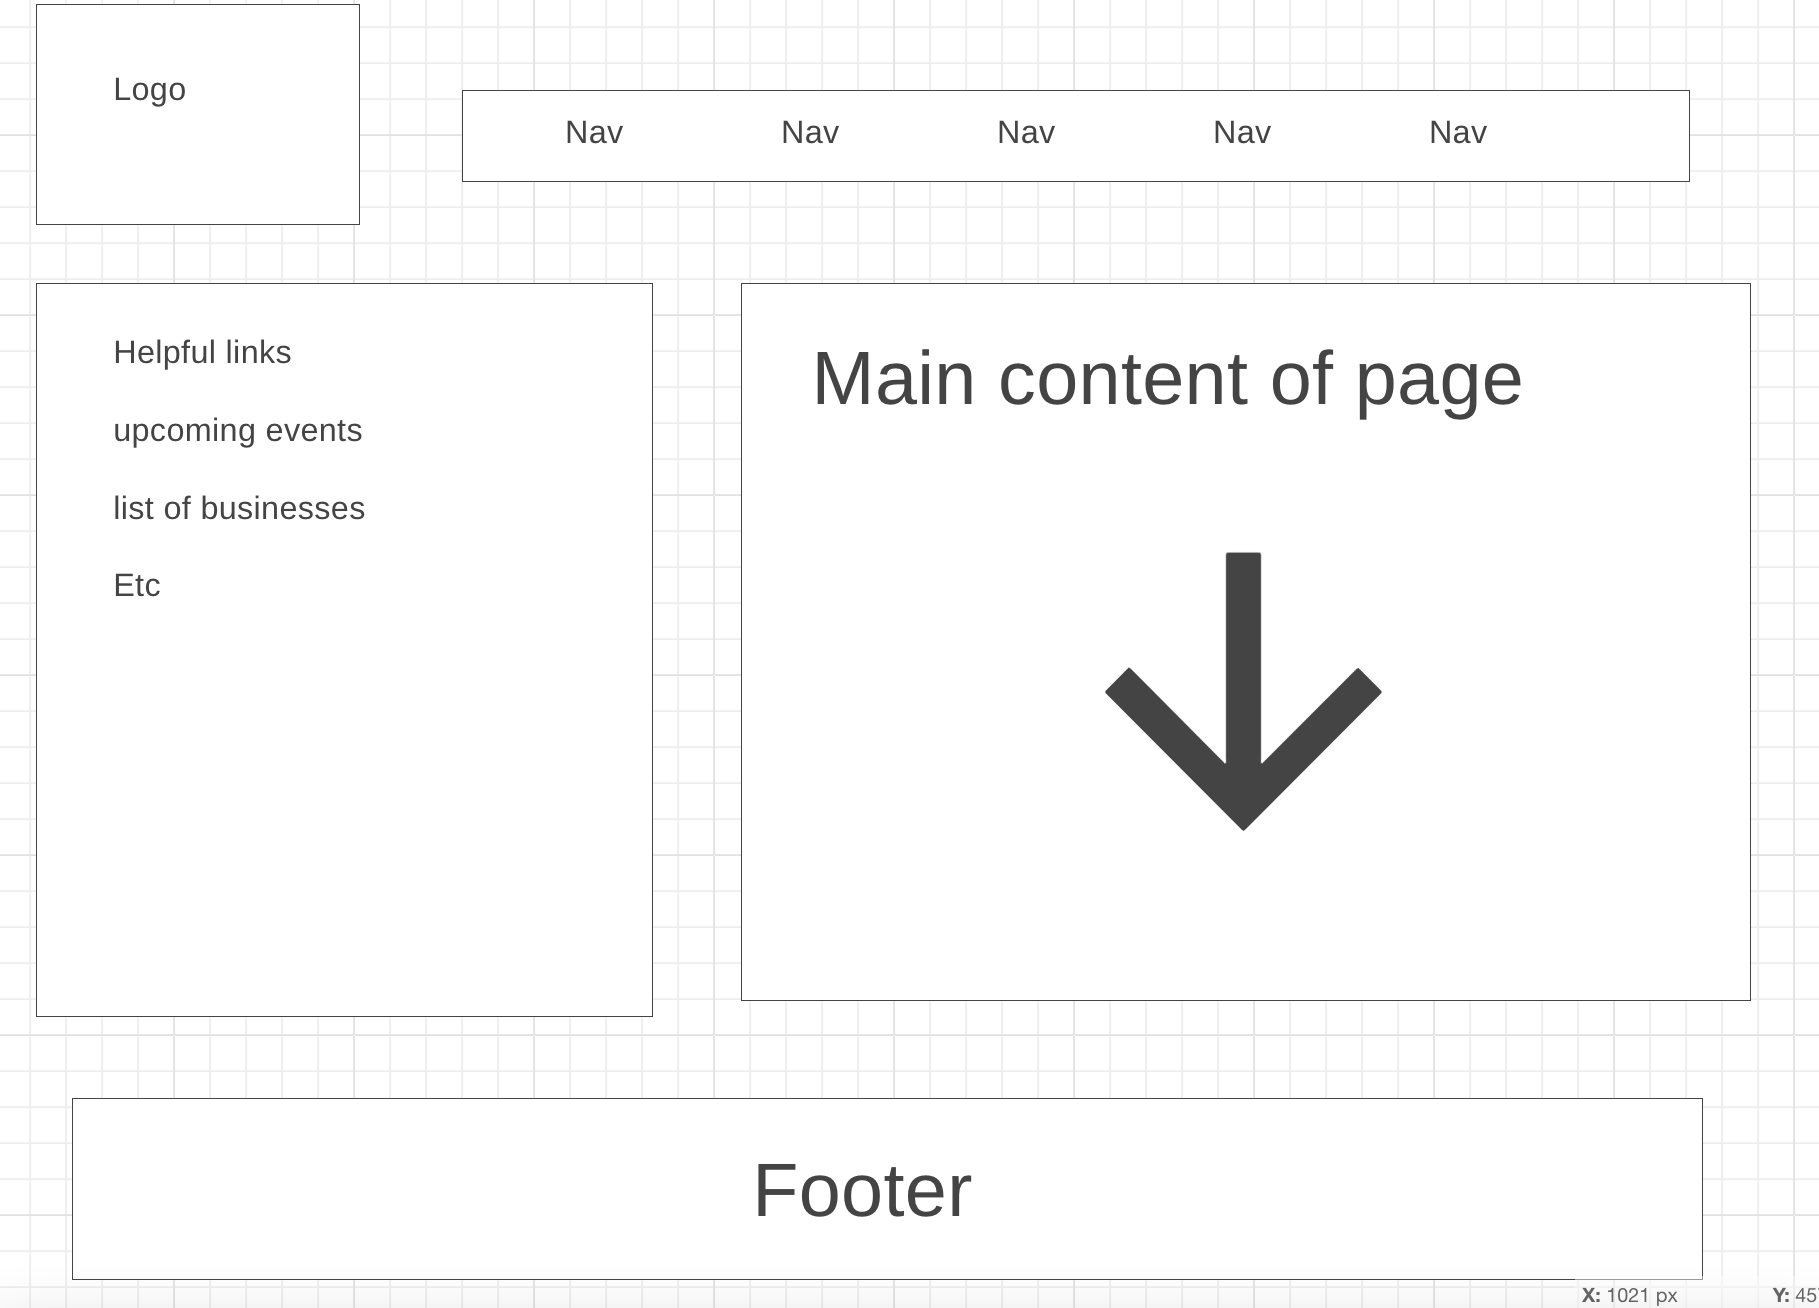 Logo
Nav Nav Nav Nav Nav
Helpful links
upcoming events
list of businesses
Etc
Main content of page
Footer
X: 1021 px Y: 45